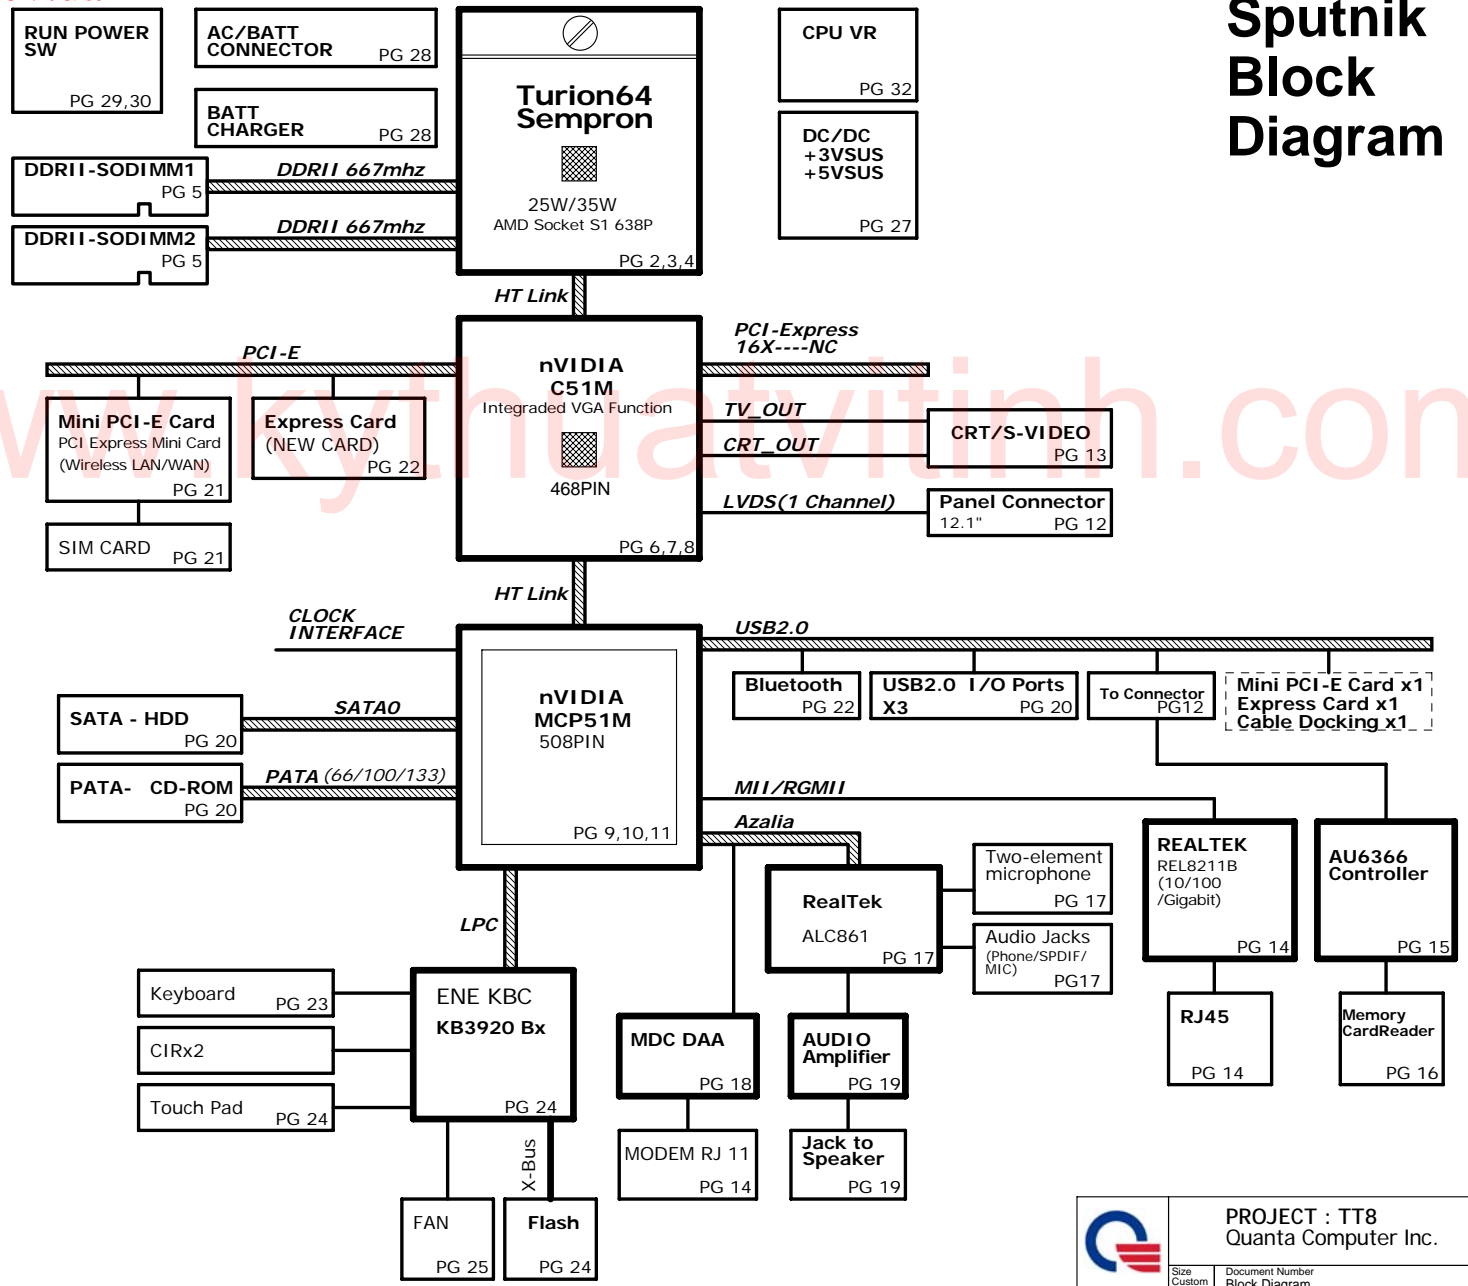 Sputnik
Block
Diagram
RUN POWER
SW
PG 29,30
AC/BATT
CONNECTOR
PG 28
BATT
CHARGER
PG 28
Turion64
Sempron
25W/35W
AMD Socket S1 638P
PG 2,3,4
CPU VR
PG 32
DC/DC
+3VSUS
+5VSUS
PG 27
DDRII-SODIMM1
PG 5
DDRII 667mhz
DDRII-SODIMM2
PG 5
DDRII 667mhz
HT Link
PCI-E
nVIDIA
C51M
Integraded VGA Function
468PIN
PG 6,7,8
PCI-Express
16X----NC
Mini PCI-E Card
PCI Express Mini Card
(Wireless LAN/WAN)
PG 21
Express Card
(NEW CARD)
PG 22
SIM CARD
PG 21
TV_OUT
CRT_OUT
CRT/S-VIDEO
PG 13
LVDS(1 Channel)
Panel Connector
12.1"
PG 12
www.kythuatvitinh.com
HT Link
CLOCK
INTERFACE
nVIDIA
MCP51M
508PIN
PG 9,10,11
USB2.0
Bluetooth
PG 22
USB2.0 I/O Ports
X3
PG 20
To Connector
PG12
Mini PCI-E Card x1
Express Card x1
Cable Docking x1
SATA - HDD
PG 20
SATA0
PATA- CD-ROM
PG 20
PATA (66/100/133)
MII/RGMII
Azalia
REALTEK
REL8211B
(10/100
/Gigabit)
PG 14
AU6366
Controller
PG 15
RealTek
ALC861
PG 17
Two-element
microphone
PG 17
Audio Jacks
(Phone/SPDIF/
MIC)
PG17
LPC
ENE KBC
KB3920 Bx
PG 24
Keyboard
PG 23
CIRx2
Touch Pad
PG 24
MDC DAA
PG 18
AUDIO
Amplifier
PG 19
RJ45
PG 14
Memory
CardReader
PG 16
MODEM RJ 11
PG 14
Jack to
Speaker
PG 19
X-Bus
FAN
PG 25
Flash
PG 24
PROJECT : TT8
Quanta Computer Inc.
Size
Custom
Document Number
Block Diagram